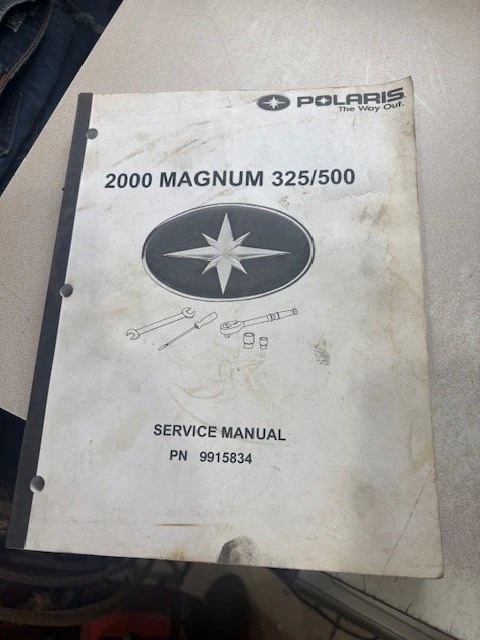 POLARIS
The Way Out.
2000 MAGNUM 325/500
SERVICE MANUAL
PN 9915834